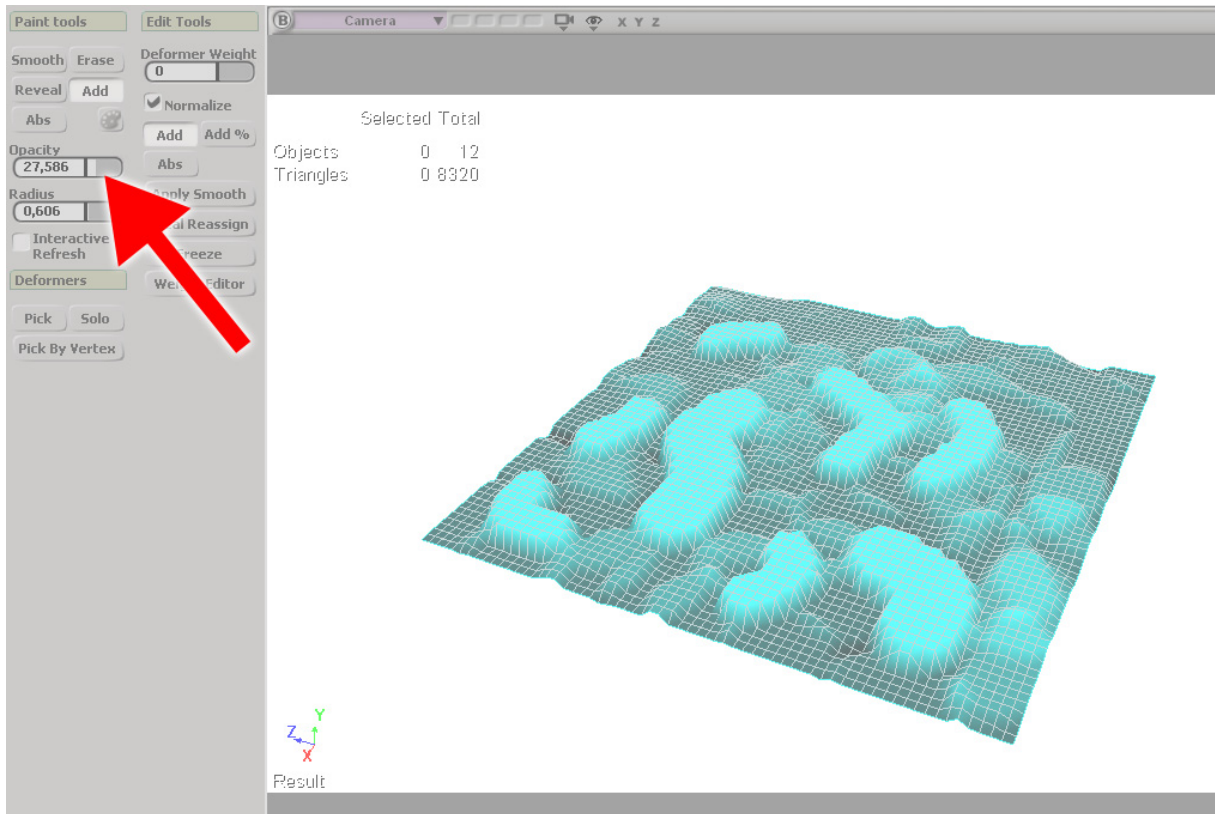 Paint tools
Smooth Erase
Reveal Add
Abs
Opacity
27,586
Radius
0,606
Interactive
Refresh
Deformers
Pick Solo
Pick By Vertex
Edit Tools
Deformer Weight
0
Normalize
Add Add %
Abs
Smooth
Reassign
Editor
B Camera X Y Z
Selected Total
Objects 0 12
Triangles 0 8320
Y
Z
X
Result